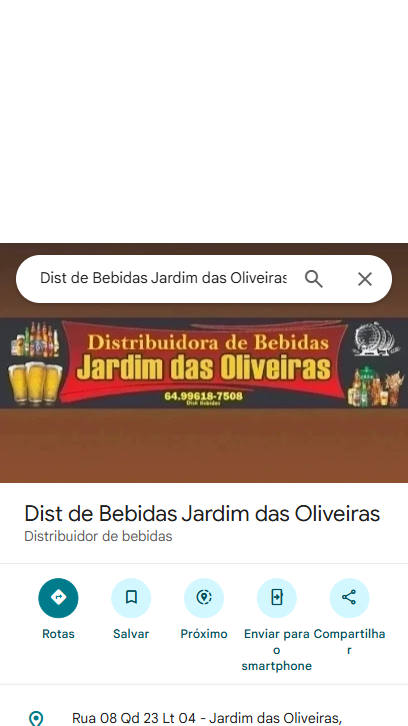 Dist de Bebidas Jardim das Oliveiras
Distribuidora de Bebidas
Jardim das Oliveiras
64.99618-7508
Disk Bebidas
Dist de Bebidas Jardim das Oliveiras
Distribuidor de bebidas
Rotas
Salvar
Próximo
Enviar para
o
smartphone
Compartilha
r
Rua 08 Qd 23 Lt 04 - Jardim das Oliveiras,